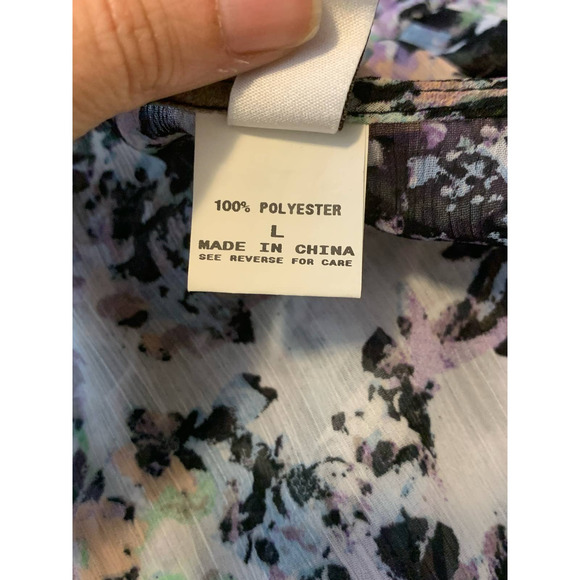 100% POLYESTER
L
MADE IN CHINA
SEE REVERSE FOR CARE